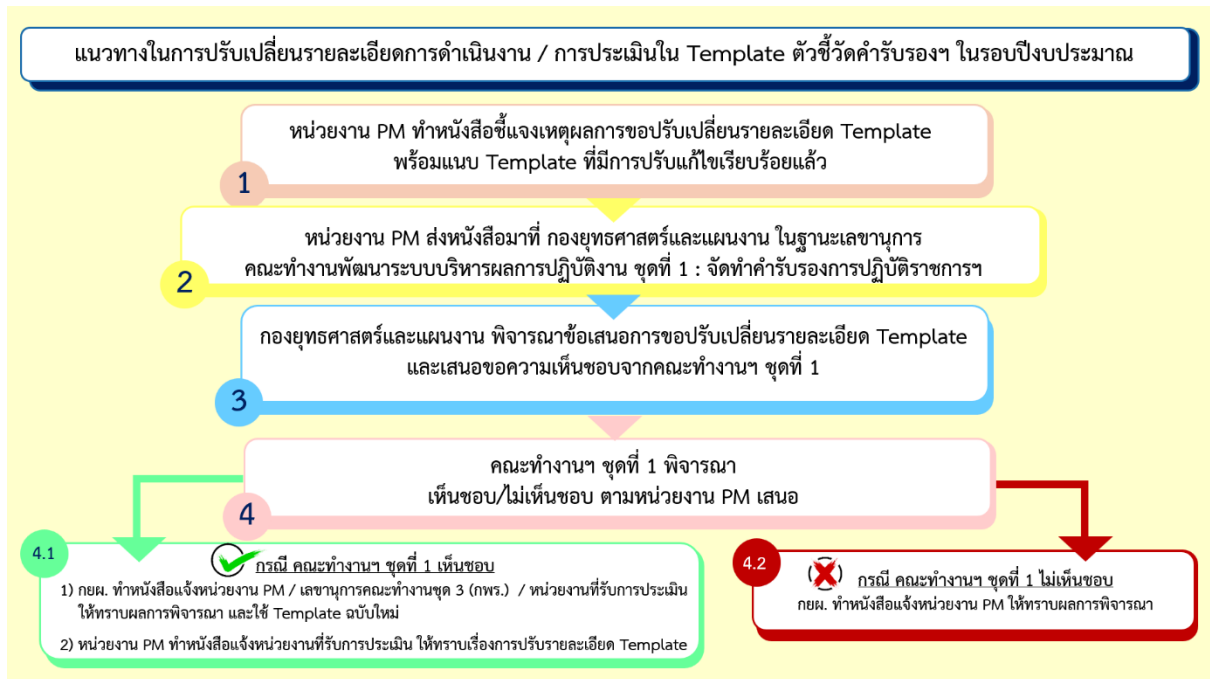 แนวทางในการปรับเปลี่ยนรายละเอียดการดำเนินงาน / การประเมินใน Template ตัวชี้วัดคำรับรองฯ ในรอบปีงบประมาณ
หน่วยงาน PM ทำหนังสือชี้แจงเหตุผลการขอปรับเปลี่ยนรายละเอียด Template
พร้อมแนบ Template ที่มีการปรับแก้ไขเรียบร้อยแล้ว
1
หน่วยงาน PM ส่งหนังสือมาที่ กองยุทธศาสตร์และแผนงาน ในฐานะเลขานุการ
คณะทำงานพัฒนาระบบบริหารผลการปฏิบัติงาน ชุดที่ 1 : จัดทำคำรับรองการปฏิบัติราชการฯ
2
กองยุทธศาสตร์และแผนงาน พิจารณาข้อเสนอการขอปรับเปลี่ยนรายละเอียด Template
และเสนอขอความเห็นชอบจากคณะทำงานฯ ชุดที่ 1
3
คณะทำงานฯ ชุดที่ 1 พิจารณา
เห็นชอบ/ไม่เห็นชอบ ตามหน่วยงาน PM เสนอ
4
4.1
กรณี คณะทำงานฯ ชุดที่ 1 เห็นชอบ
1) กยผ. ทำหนังสือแจ้งหน่วยงาน PM / เลขานุการคณะทำงานชุด 3 (กพร.) / หน่วยงานที่รับการประเมิน
ให้ทราบผลการพิจารณา และใช้ Template ฉบับใหม่
2) หน่วยงาน PM ทำหนังสือแจ้งหน่วยงานที่รับการประเมิน ให้ทราบเรื่องการปรับรายละเอียด Template
4.2
กรณี คณะทำงานฯ ชุดที่ 1 ไม่เห็นชอบ
กยผ. ทำหนังสือแจ้งหน่วยงาน PM ให้ทราบผลการพิจารณา